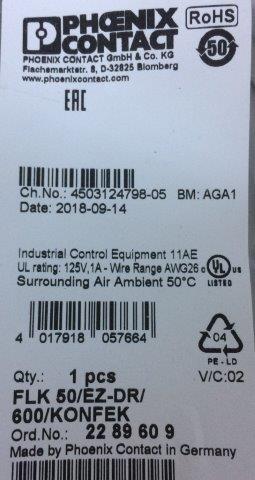 PHŒNIX
CONTACT
RoHS
50
PHOENIX CONTACT GmbH & Co. KG
Flachsmarktstr. 8, D-32825 Blomberg
www.phoenixcontact.com
EAC
Ch.No.: 4503124798-05 BM: AGA1
Date: 2018-09-14
Industrial Control Equipment 11AE
UL rating: 125V,1A - Wire Range AWG26 c UL us
Surrounding Air Ambient 50°C LISTED
4 017918 057664
04
PE-LD
Qty.: 1 pcs V/C:02
FLK 50/EZ-DR/
600/KONFEK
Ord.No.: 22 89 60 9
Made by Phoenix Contact in Germany